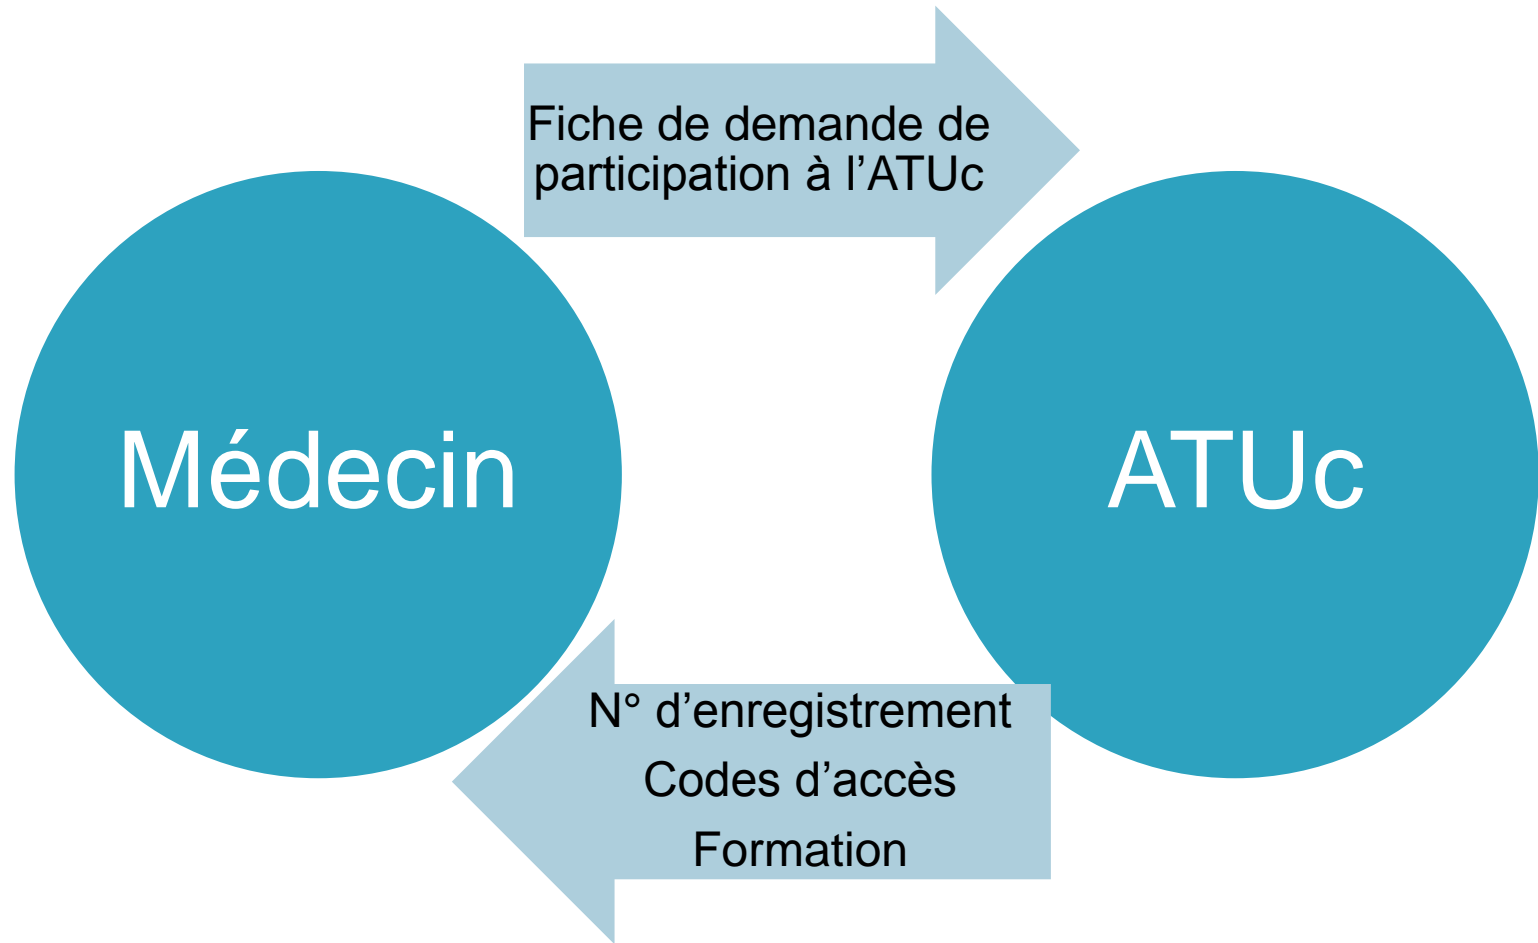 Fiche de demande de
participation à l’ATUc
Médecin
ATUc
N° d’enregistrement
Codes d’accès
Formation